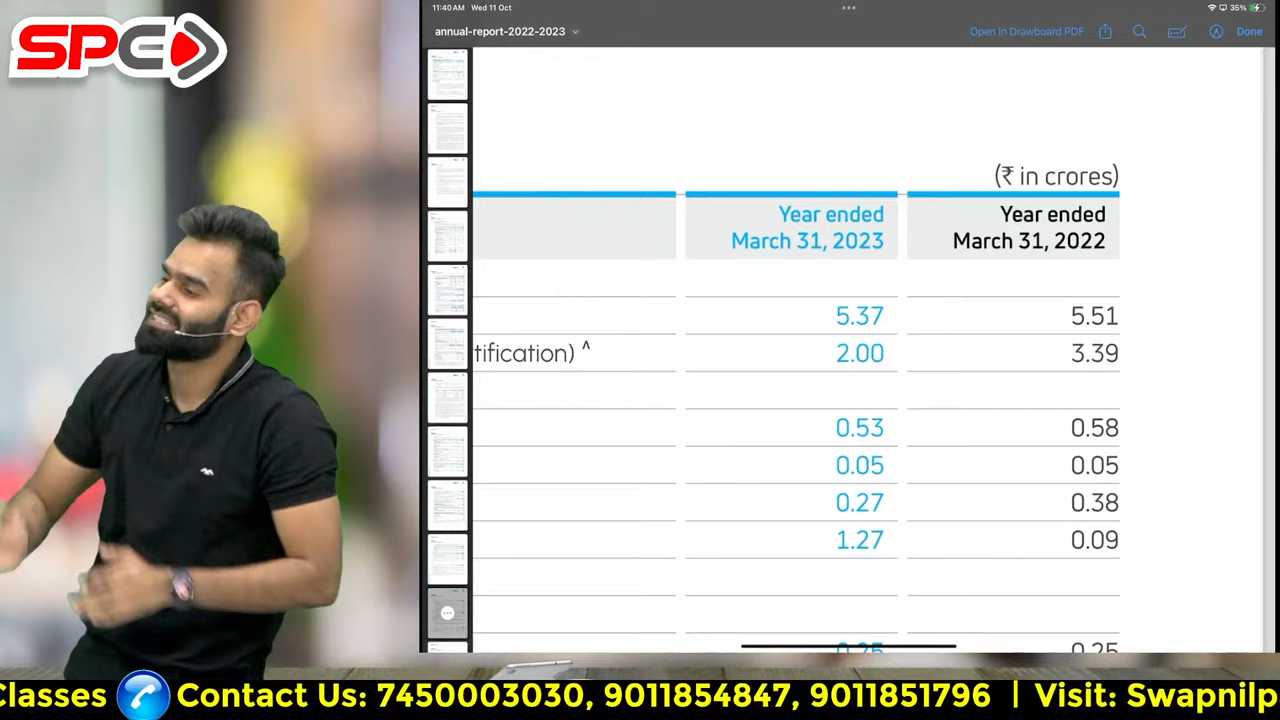 SPC
11:40 AM Wed 11 Oct
35%
annual-report-2022-2023
Open in Drawboard PDF
Done
(₹ in crores)
Year ended March 31, 2023
Year ended March 31, 2022
5.37 5.51
tification) ^ 2.00 3.39
0.53 0.58
0.05 0.05
0.27 0.38
1.27 0.09
0.25
Classes Contact Us: 7450003030, 9011854847, 9011851796 | Visit: Swapnilp